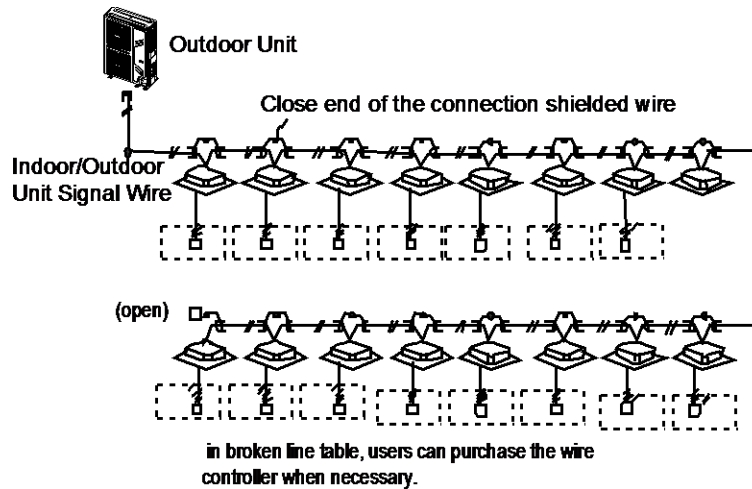 Outdoor Unit
Close end of the connection shielded wire
Indoor/Outdoor
Unit Signal Wire
(open)
in broken line table, users can purchase the wire
controller when necessary.